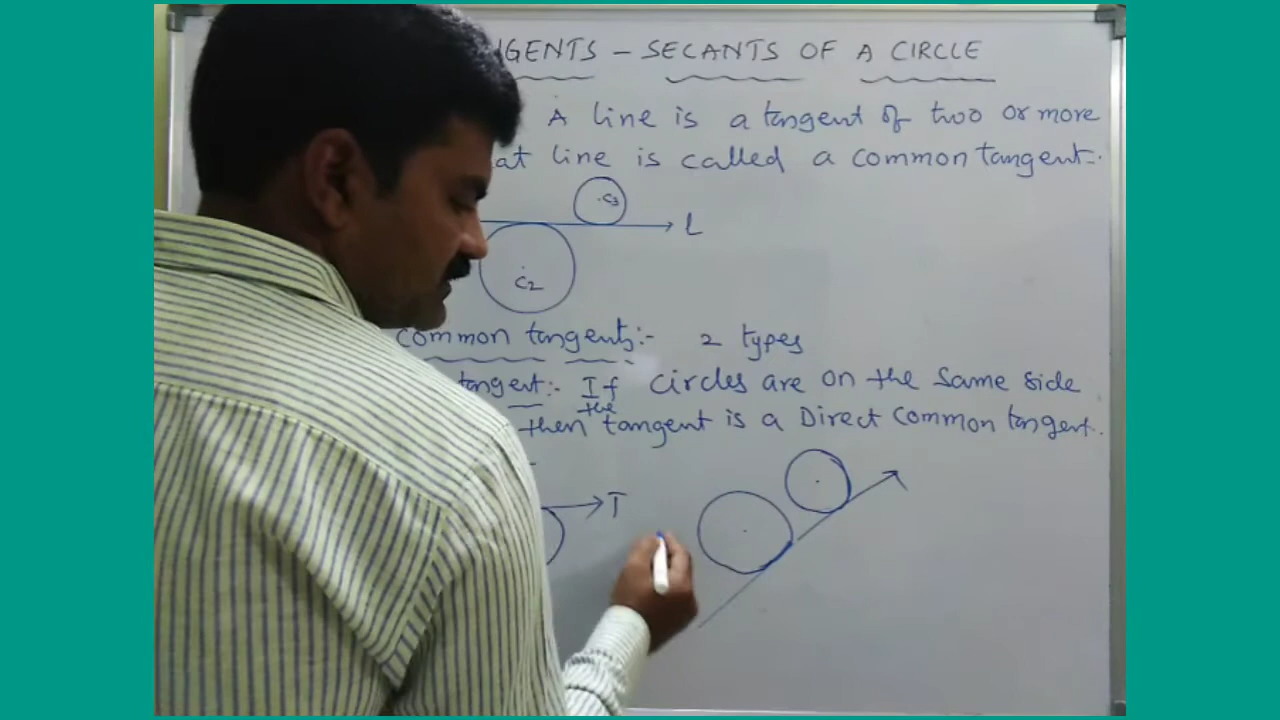 GENTS - SECANTS OF A CIRCLE
A line is a tangent of two or more
at line is called a common tangent:-
C3
L
C2
common tangents:- 2 types
tangent:- If circles are on the same side
the
then tangent is a Direct common tangent.
T